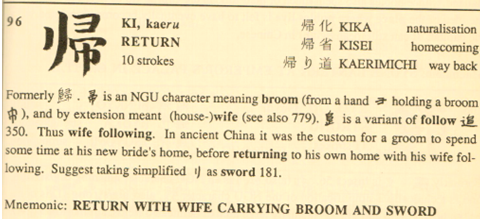 96 帰 KI, kaeru 帰化 KIKA naturalisation
RETURN 帰省 KISEI homecoming
10 strokes 帰り道 KAERIMICHI way back
Formerly 歸. 帚 is an NGU character meaning broom (from a hand ⺕ holding a broom
), and by extension meant (house-)wife (see also 779). is a variant of follow 追
350. Thus wife following. In ancient China it was the custom for a groom to spend
some time at his new bride's home, before returning to his own home with his wife fol-
lowing. Suggest taking simplified リ as sword 181.
Mnemonic: RETURN WITH WIFE CARRYING BROOM AND SWORD